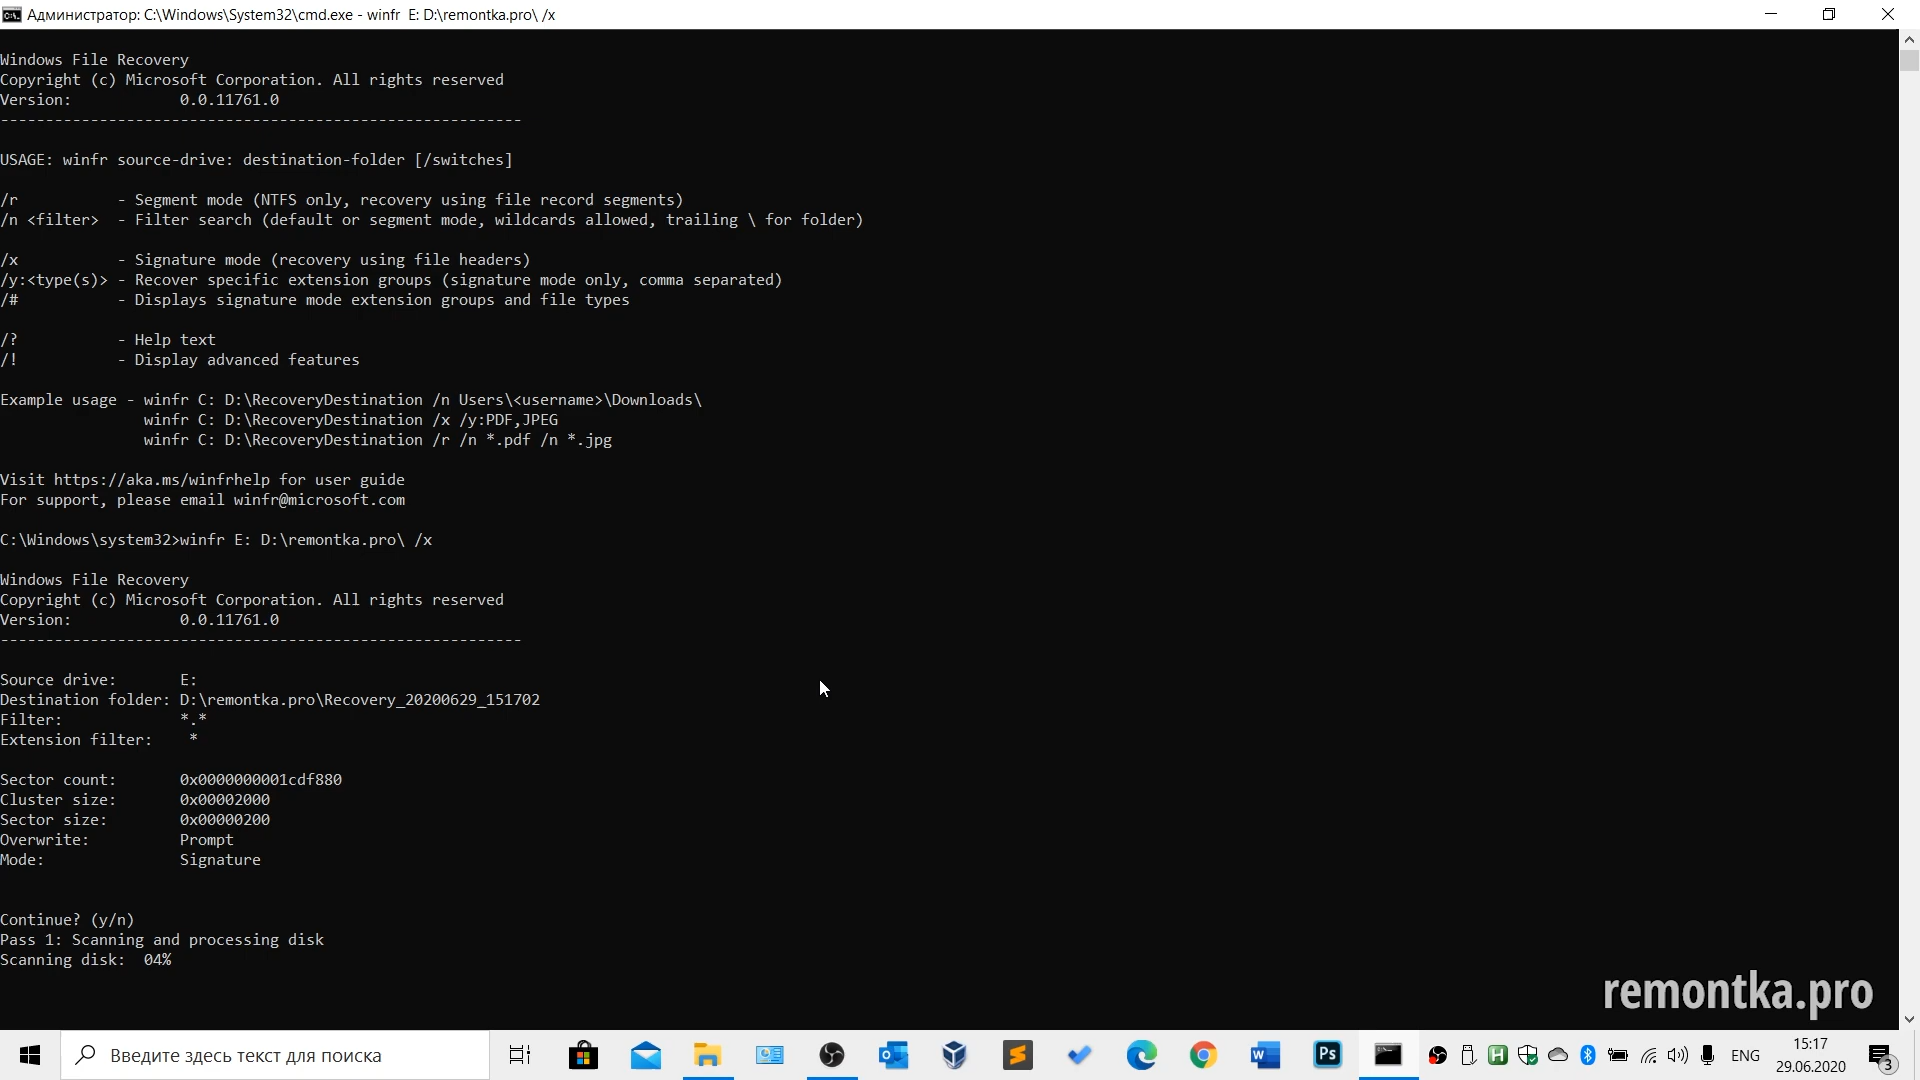 Администратор: C:\Windows\System32\cmd.exe - winfr  E: D:\remontka.pro\ /x
Windows File Recovery
Copyright (c) Microsoft Corporation. All rights reserved
Version:            0.0.11761.0
----------------------------------------------------------
USAGE: winfr source-drive: destination-folder [/switches]
/r           - Segment mode (NTFS only, recovery using file record segments)
/n <filter>  - Filter search (default or segment mode, wildcards allowed, trailing \ for folder)
/x           - Signature mode (recovery using file headers)
/y:<type(s)> - Recover specific extension groups (signature mode only, comma separated)
/#           - Displays signature mode extension groups and file types
/?           - Help text
/!           - Display advanced features
Example usage - winfr C: D:\RecoveryDestination /n Users\<username>\Downloads\
winfr C: D:\RecoveryDestination /x /y:PDF,JPEG
winfr C: D:\RecoveryDestination /r /n *.pdf /n *.jpg
Visit https://aka.ms/winfrhelp for user guide
For support, please email winfr@microsoft.com
C:\Windows\system32>winfr E: D:\remontka.pro\ /x
Windows File Recovery
Copyright (c) Microsoft Corporation. All rights reserved
Version:            0.0.11761.0
----------------------------------------------------------
Source drive:       E:
Destination folder: D:\remontka.pro\Recovery_20200629_151702
Filter:             *.*
Extension filter:    *
Sector count:       0x0000000001cdf880
Cluster size:       0x00002000
Sector size:        0x00000200
Overwrite:          Prompt
Mode:               Signature
Continue? (y/n)
Pass 1: Scanning and processing disk
Scanning disk:  04%
remontka.pro
Введите здесь текст для поиска
Ps
H
ENG
15:17
29.06.2020
3